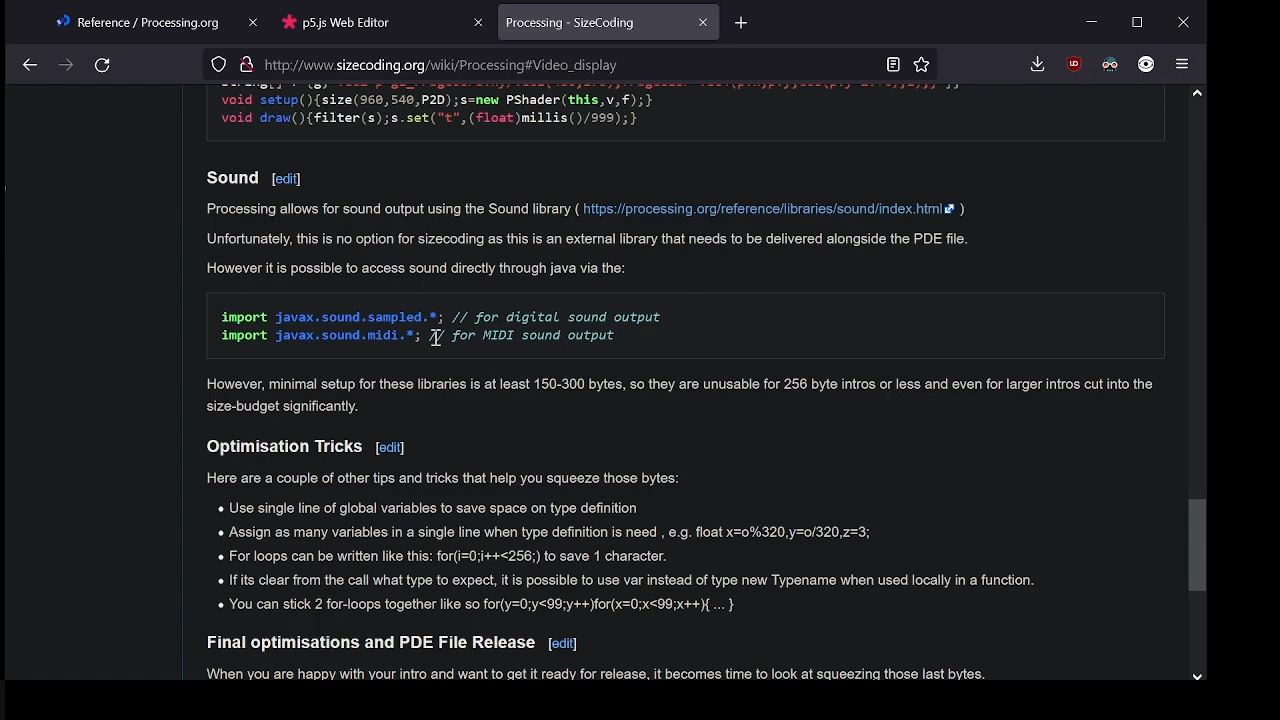 Reference / Processing.org
p5.js Web Editor
Processing - SizeCoding
http://www.sizecoding.org/wiki/Processing#Video_display
void setup(){size(960,540,P2D);s=new PShader(this,v,f);}
void draw(){filter(s);s.set("t",(float)millis()/999);}
Sound [edit]
Processing allows for sound output using the Sound library ( https://processing.org/reference/libraries/sound/index.html )
Unfortunately, this is no option for sizecoding as this is an external library that needs to be delivered alongside the PDE file.
However it is possible to access sound directly through java via the:
import javax.sound.sampled.*; // for digital sound output
import javax.sound.midi.*; // for MIDI sound output
However, minimal setup for these libraries is at least 150-300 bytes, so they are unusable for 256 byte intros or less and even for larger intros cut into the
size-budget significantly.
Optimisation Tricks [edit]
Here are a couple of other tips and tricks that help you squeeze those bytes:
• Use single line of global variables to save space on type definition
• Assign as many variables in a single line when type definition is need , e.g. float x=o%320,y=o/320,z=3;
• For loops can be written like this: for(i=0;i++<256;) to save 1 character.
• If its clear from the call what type to expect, it is possible to use var instead of type new Typename when used locally in a function.
• You can stick 2 for-loops together like so for(y=0;y<99;y++)for(x=0;x<99;x++){ ... }
Final optimisations and PDE File Release [edit]
When you are happy with your intro and want to get it ready for release, it becomes time to look at squeezing those last bytes.